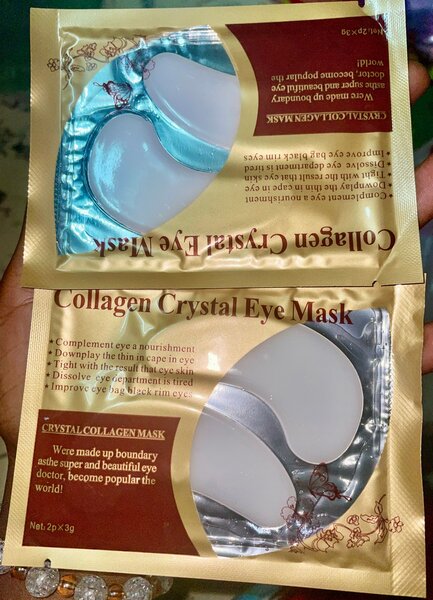 Collagen Crystal Eye Mask
★ Complement eye a nourishment
★ Downplay the thin in cape in eye
★ Tight with the result that eye skin
★ Dissolve eye department is tired
★ Improve eye bag black rim eyes
CRYSTAL COLLAGEN MASK
Were made up boundary
asthe super and beautiful eye
doctor, become popular the
world!
Net. 2p×3g
Collagen Crystal Eye Mask
★ Complement eye a nourishment
★ Downplay the thin in cape in eye
★ Tight with the result that eye skin
★ Dissolve eye department is tired
★ Improve eye bag black rim eyes
CRYSTAL COLLAGEN MASK
Were made up boundary
asthe super and beautiful eye
doctor, become popular the
world!
Net. 2p×3g